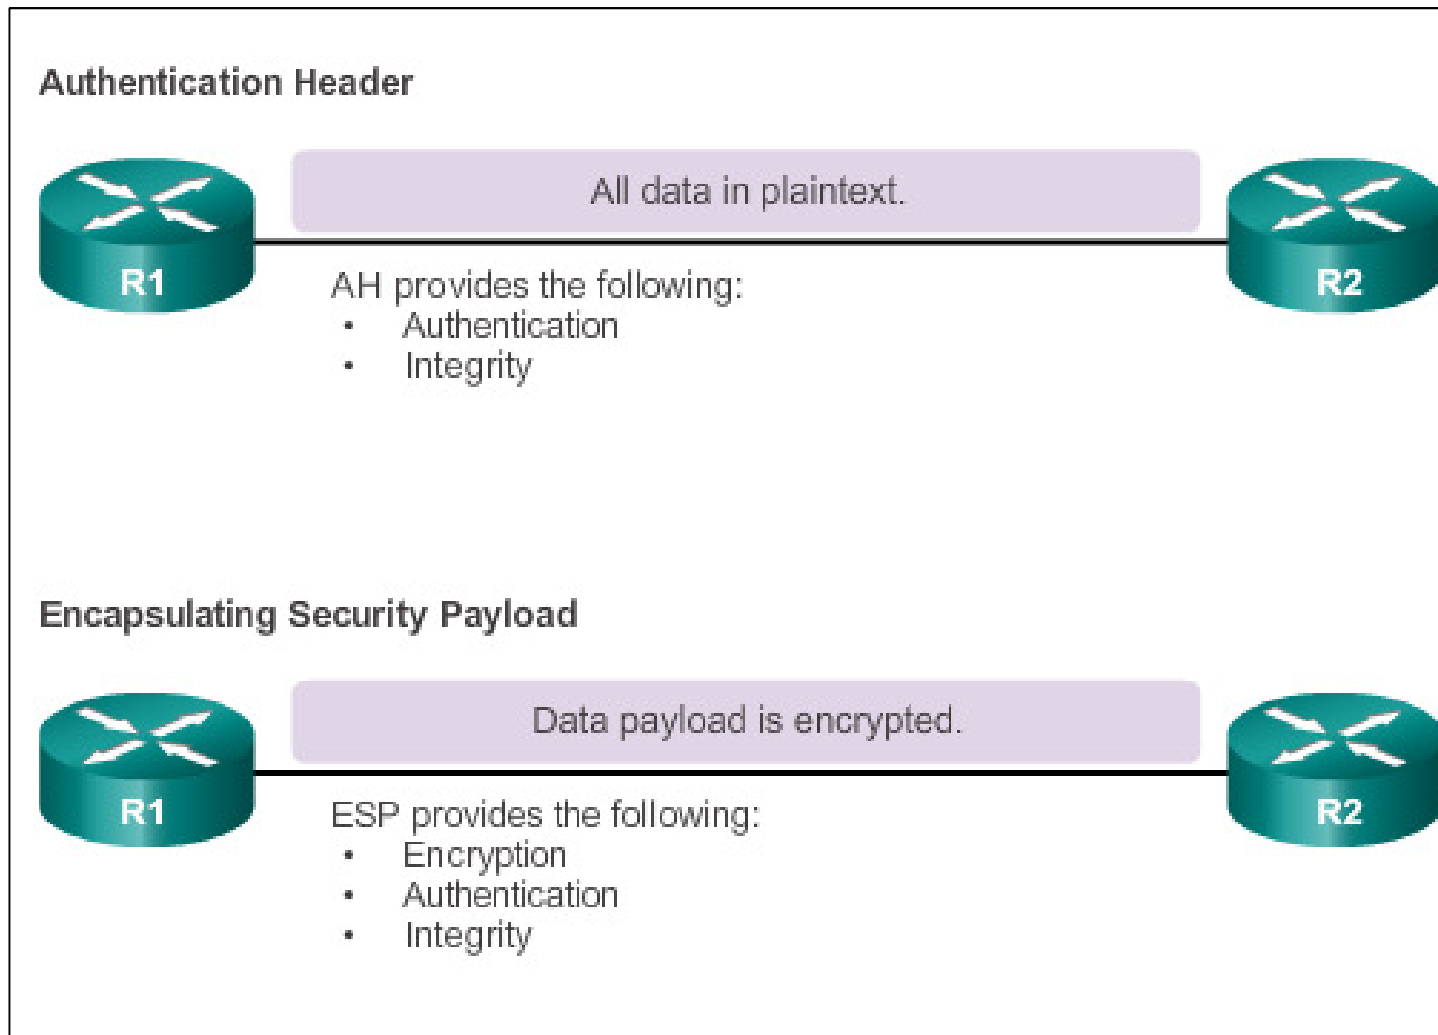 Authentication Header
All data in plaintext.
R1
R2
AH provides the following:
• Authentication
• Integrity
Encapsulating Security Payload
Data payload is encrypted.
R1
R2
ESP provides the following:
• Encryption
• Authentication
• Integrity